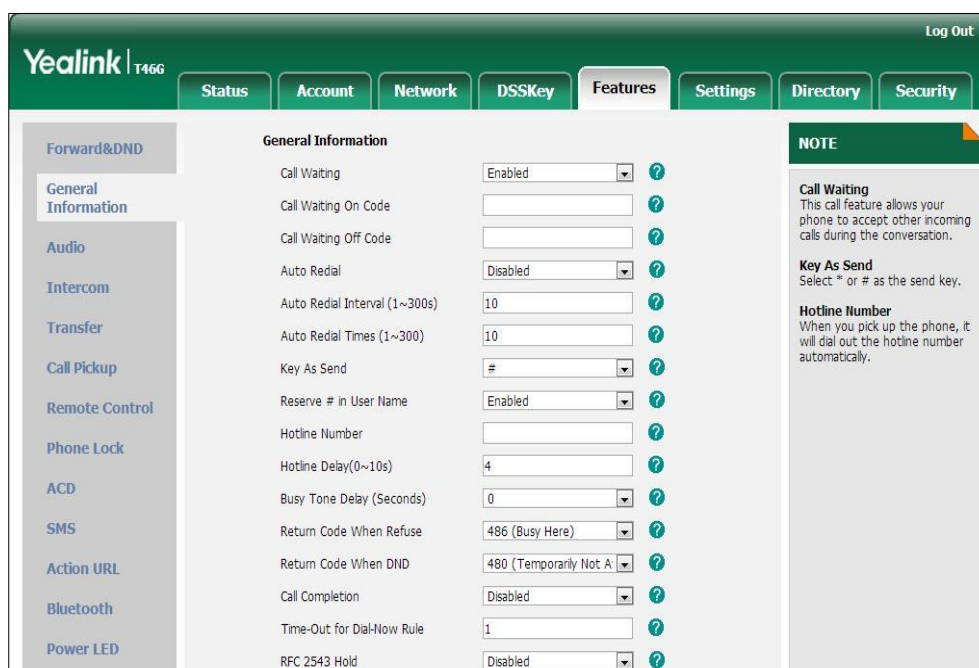 Log Out
Yealink T46G
Status Account Network DSSKey Features Settings Directory Security
Forward&DND
General
Information
Audio
Intercom
Transfer
Call Pickup
Remote Control
Phone Lock
ACD
SMS
Action URL
Bluetooth
Power LED
General Information
Call Waiting Enabled ?
Call Waiting On Code ?
Call Waiting Off Code ?
Auto Redial Disabled ?
Auto Redial Interval (1~300s) 10 ?
Auto Redial Times (1~300) 10 ?
Key As Send # ?
Reserve # in User Name Enabled ?
Hotline Number ?
Hotline Delay(0~10s) 4 ?
Busy Tone Delay (Seconds) 0 ?
Return Code When Refuse 486 (Busy Here) ?
Return Code When DND 480 (Temporarily Not A ?
Call Completion Disabled ?
Time-Out for Dial-Now Rule 1 ?
RFC 2543 Hold Disabled ?
NOTE
Call Waiting
This call feature allows your
phone to accept other incoming
calls during the conversation.
Key As Send
Select * or # as the send key.
Hotline Number
When you pick up the phone, it
will dial out the hotline number
automatically.